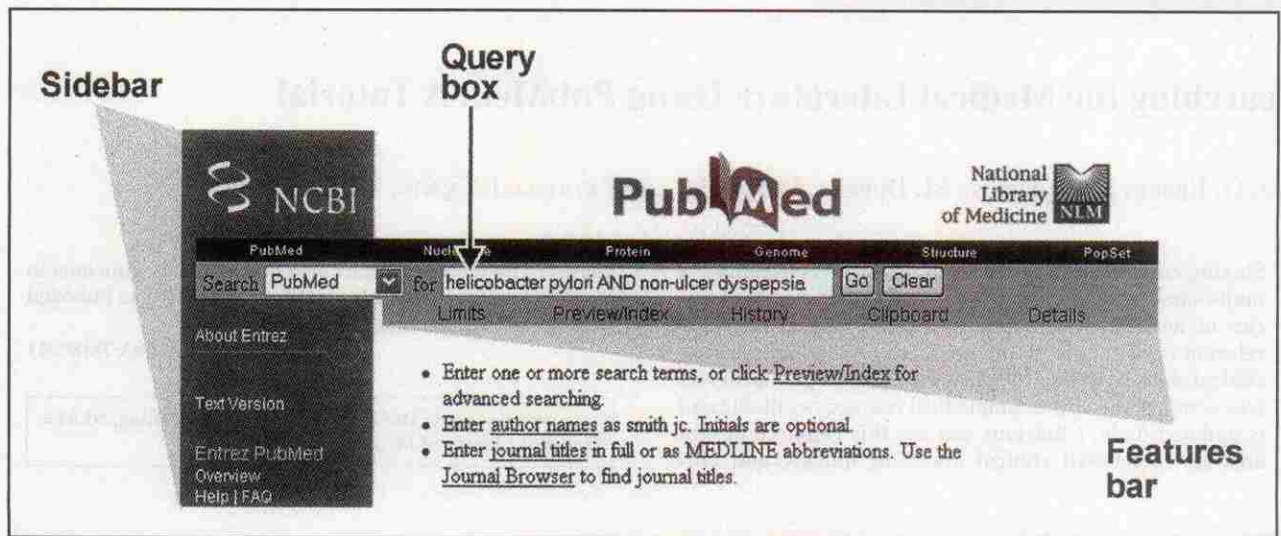 Sidebar
Query
box
NCBI
PubMed
National
Library
of Medicine
NLM
PubMed Protein Genome Structure PopSet
Search PubMed for helicobacter pylori AND non-ulcer dyspepsia Go Clear
Limits Preview/Index History Clipboard Details
About Entrez
Text Version
Entrez PubMed
Overview
Help | FAQ
• Enter one or more search terms, or click Preview/Index for
advanced searching.
• Enter author names as smith jc. Initials are optional.
• Enter journal titles in full or as MEDLINE abbreviations. Use the
Journal Browser to find journal titles.
Features
bar